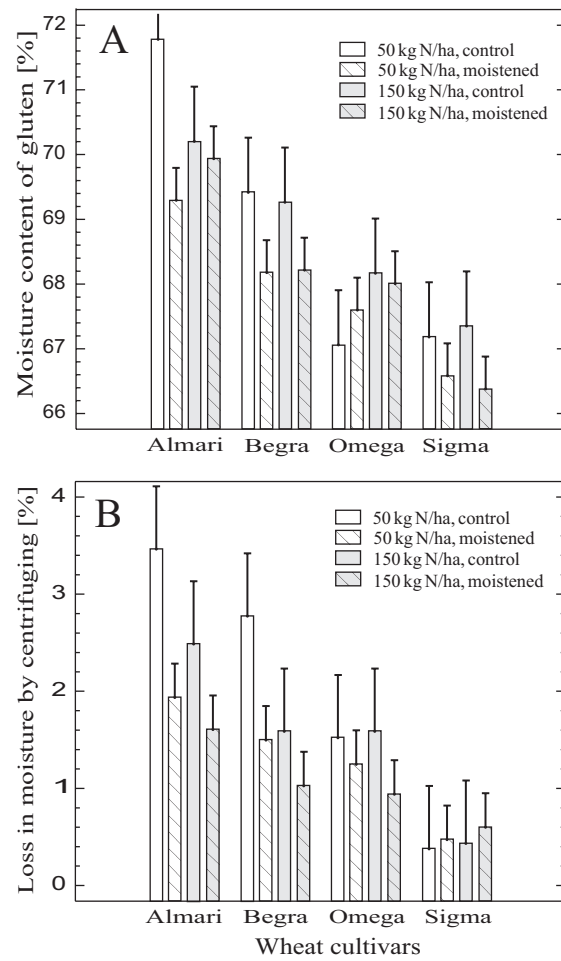 A
Moisture content of gluten [%]
72
71
70
69
68
67
66
50 kg N/ha, control
50 kg N/ha, moistened
150 kg N/ha, control
150 kg N/ha, moistened
Almari Begra Omega Sigma
B
Loss in moisture by centrifuging [%]
4
3
2
1
0
50 kg N/ha, control
50 kg N/ha, moistened
150 kg N/ha, control
150 kg N/ha, moistened
Almari Begra Omega Sigma
Wheat cultivars